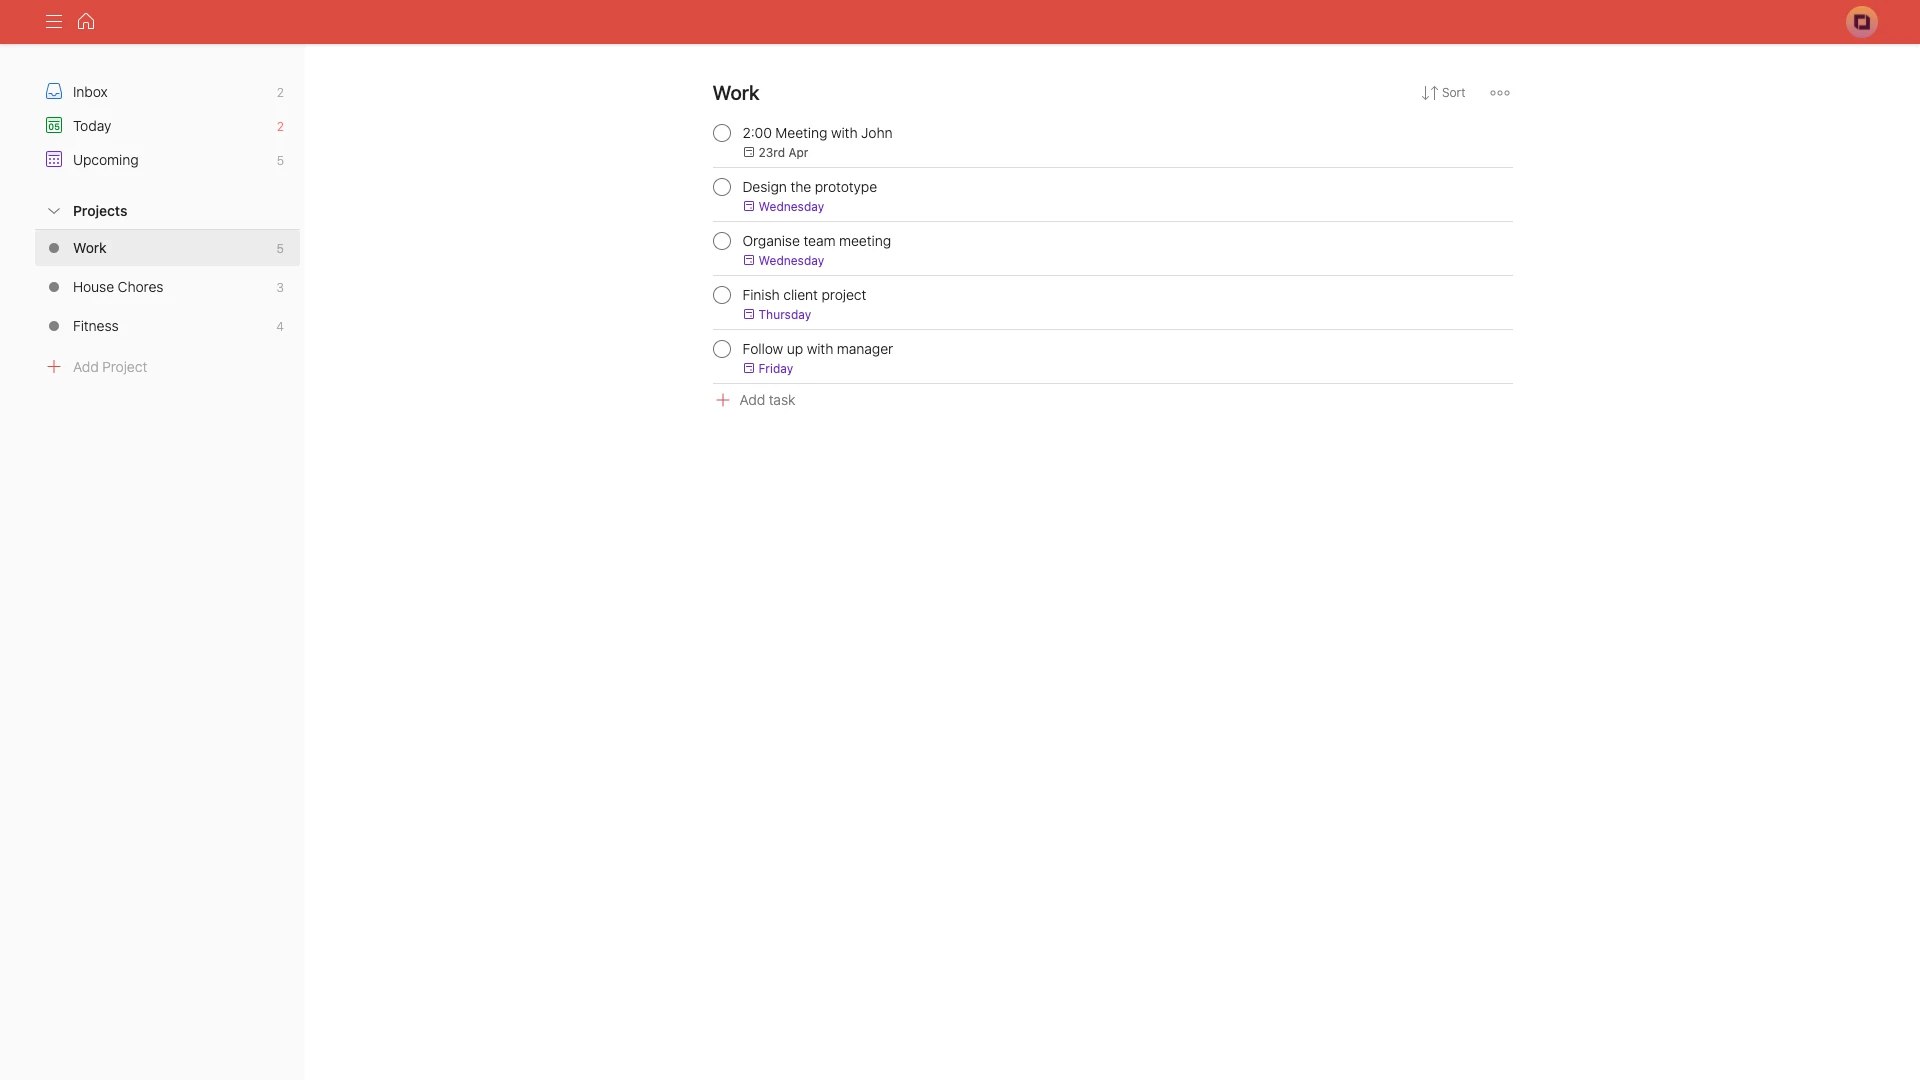 Inbox 2
05 Today 2
Upcoming 5
Projects
Work 5
House Chores 3
Fitness 4
Add Project
Work
Sort
2:00 Meeting with John
23rd Apr
Design the prototype
Wednesday
Organise team meeting
Wednesday
Finish client project
Thursday
Follow up with manager
Friday
Add task